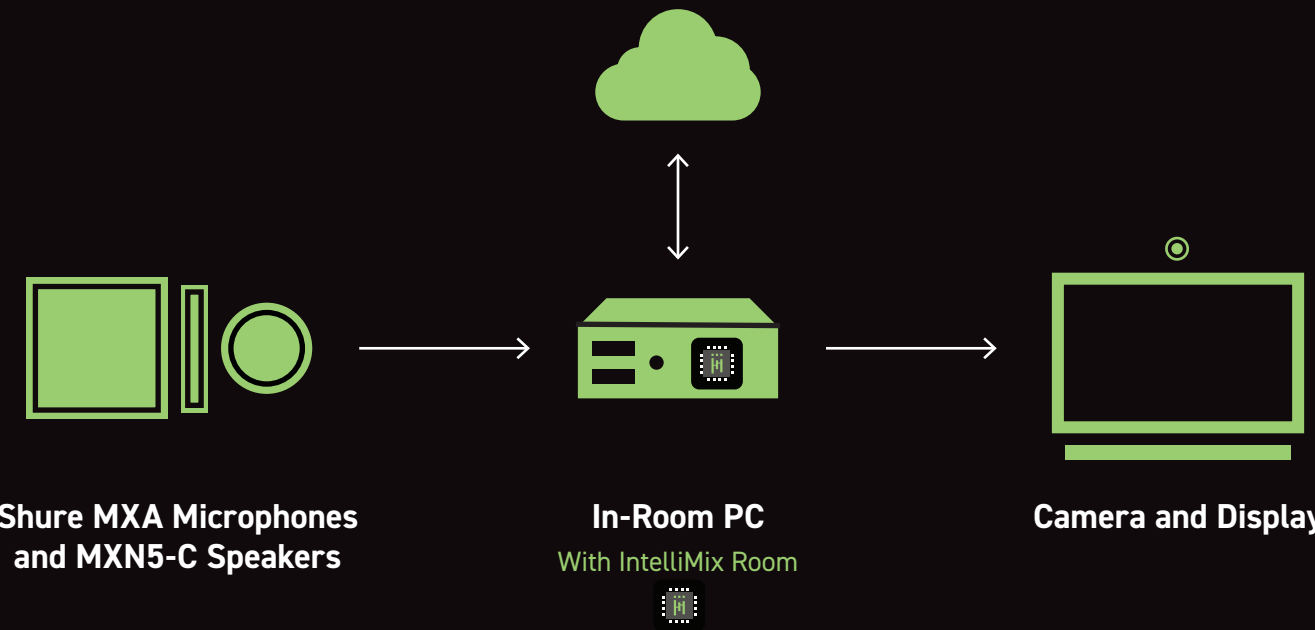 Shure MXA Microphones
and MXN5-C Speakers
In-Room PC
With IntelliMix Room
Camera and Display